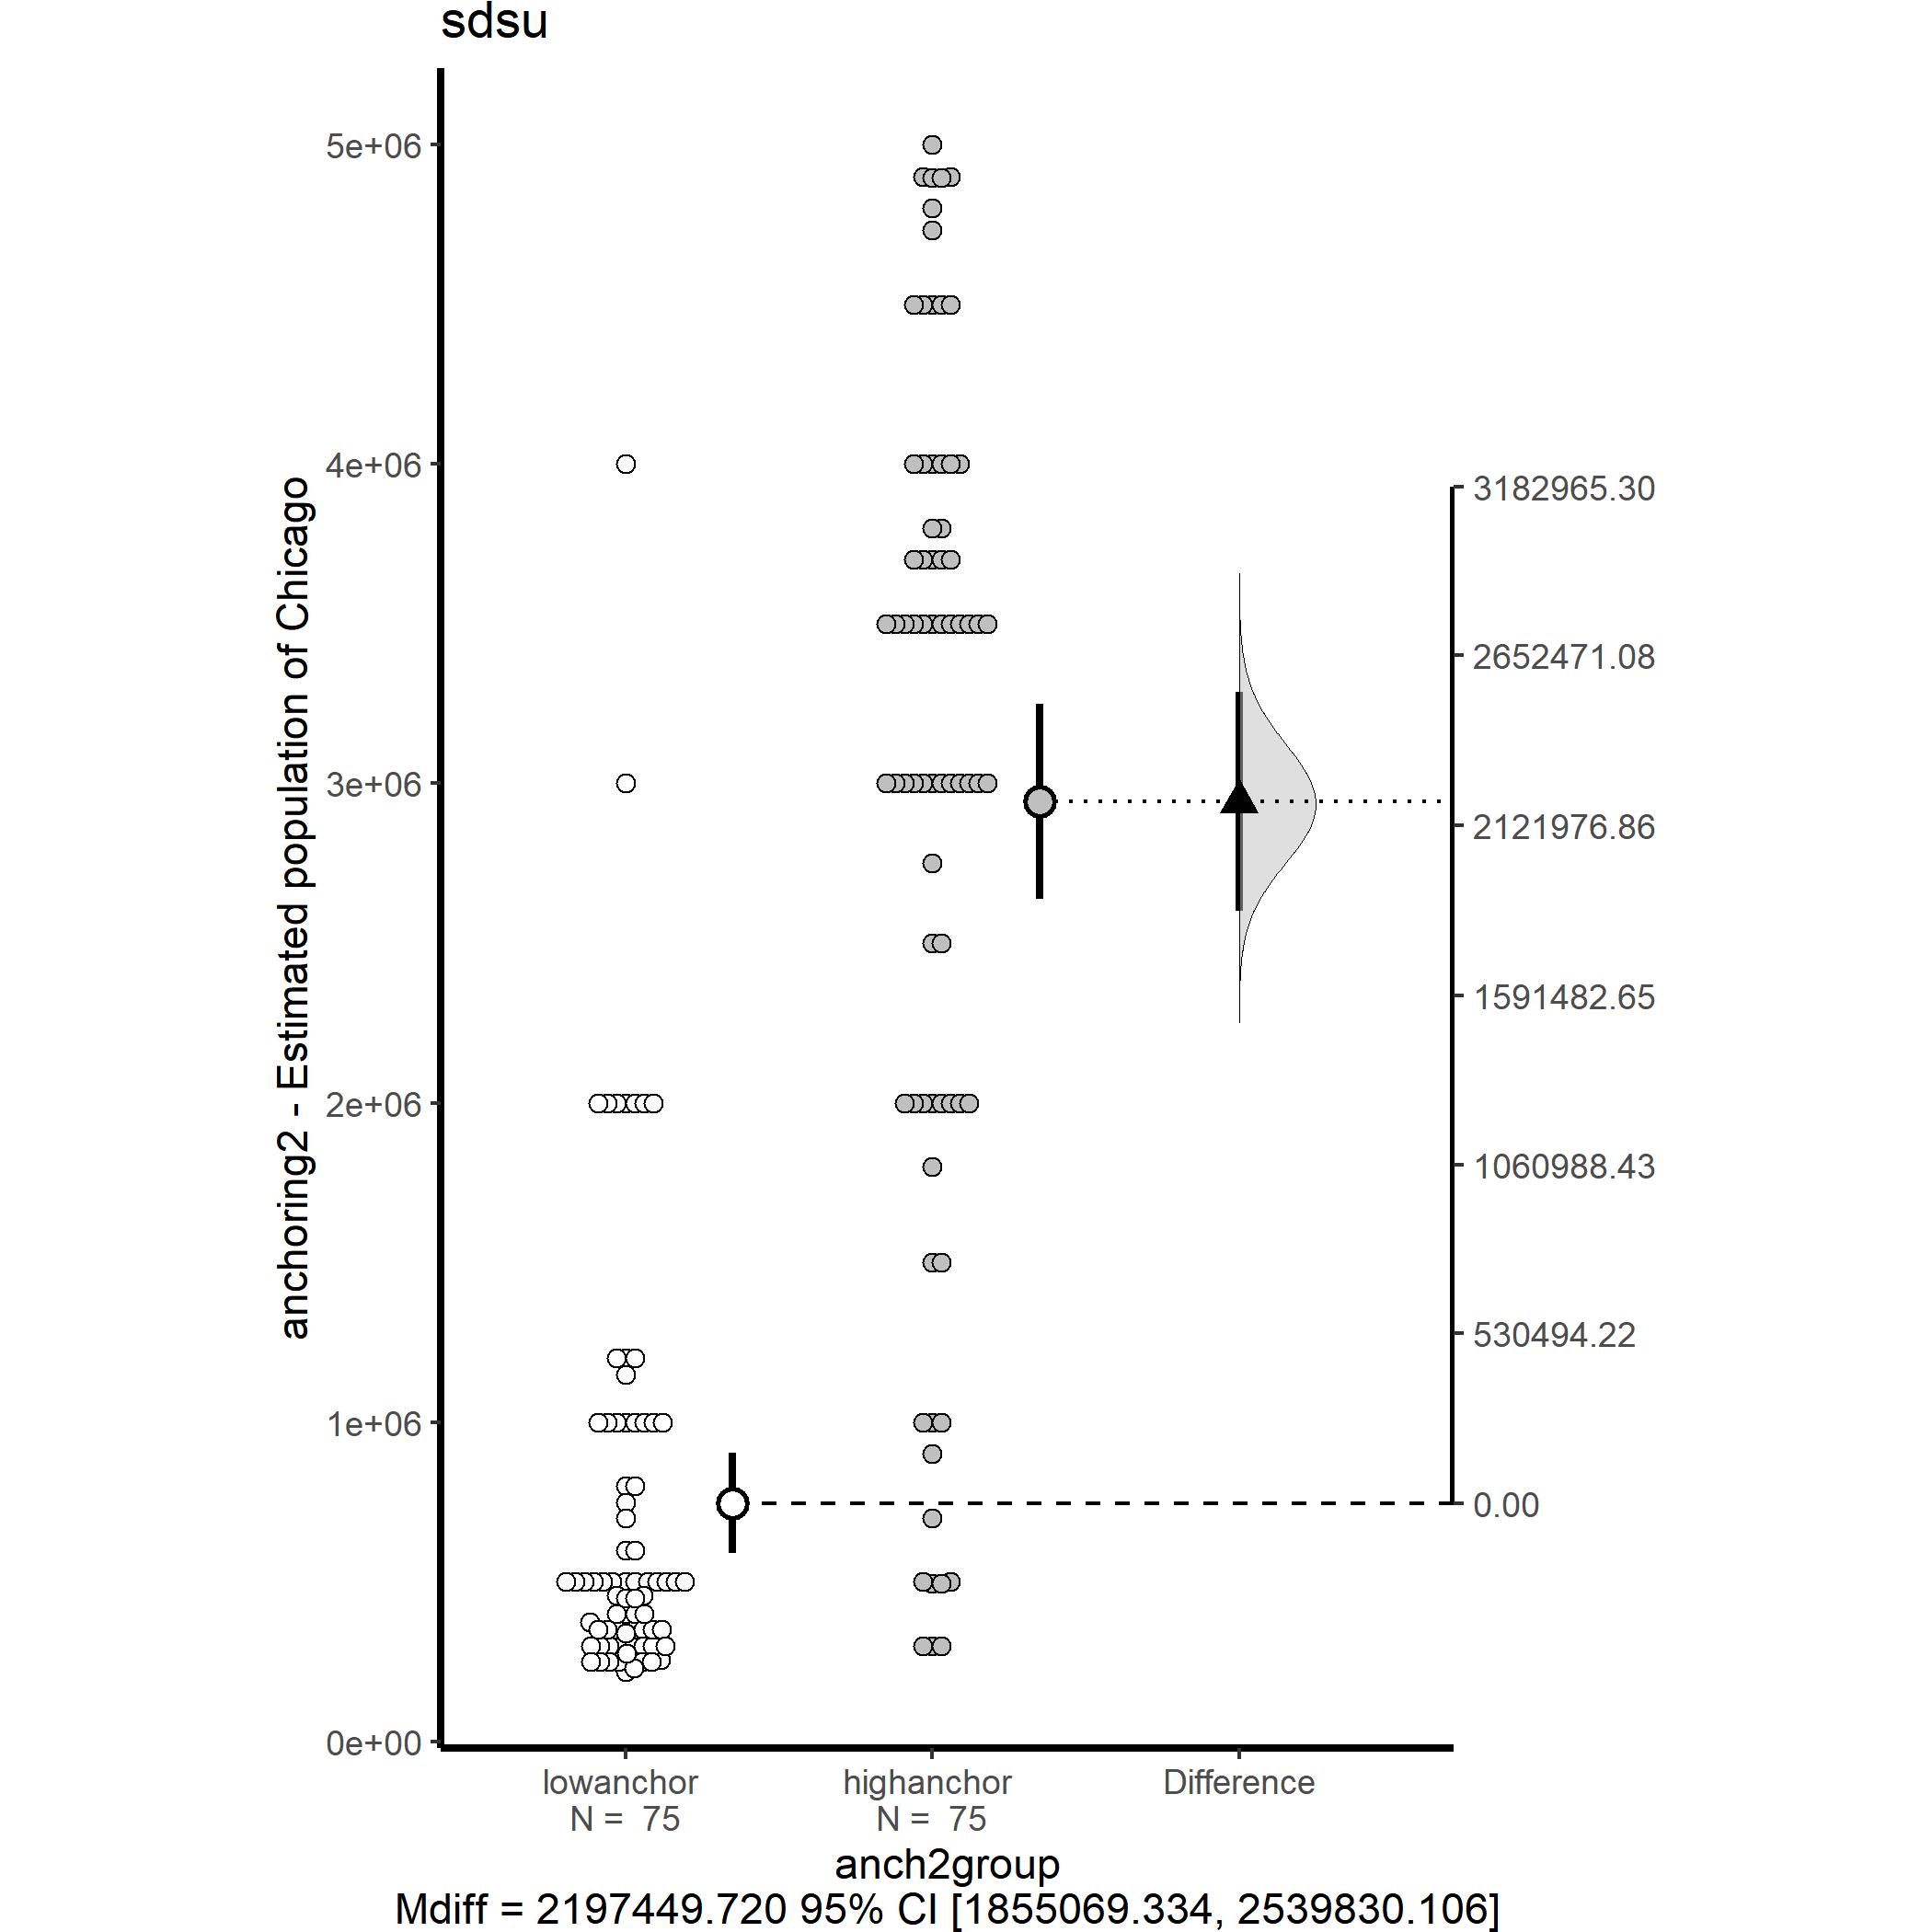 sdsu
anchoring2 - Estimated population of Chicago
5e+06
4e+06
3e+06
2e+06
1e+06
0e+00
3182965.30
2652471.08
2121976.86
1591482.65
1060988.43
530494.22
0.00
lowanchor
N =  75
highanchor
N =  75
Difference
anch2group
Mdiff = 2197449.720 95% CI [1855069.334, 2539830.106]